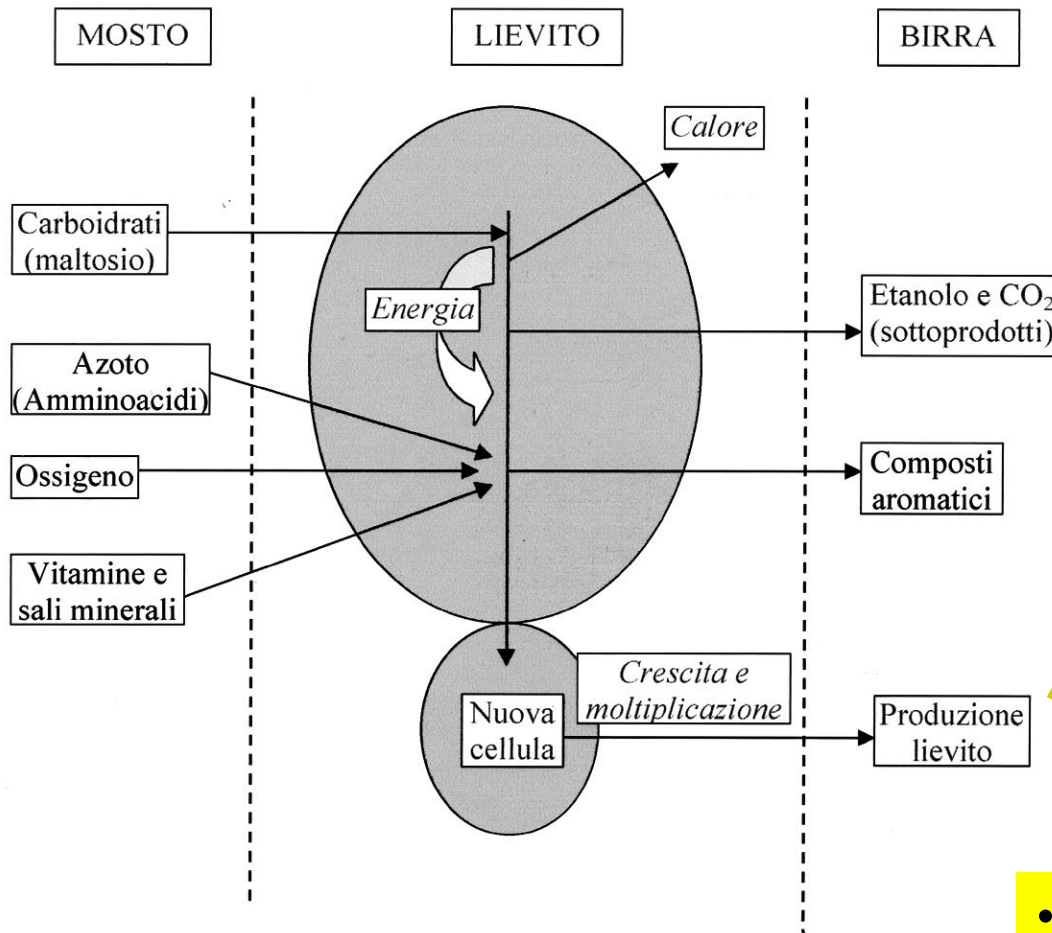 MOSTO
LIEVITO
BIRRA
Calore
Carboidrati
(maltosio)
Energia
Etanolo e CO₂
(sottoprodotti)
Azoto
(Amminoacidi)
Ossigeno
Composti
aromatici
Vitamine e
sali minerali
Crescita e
moltiplicazione
Nuova
cellula
Produzione
lievito
•